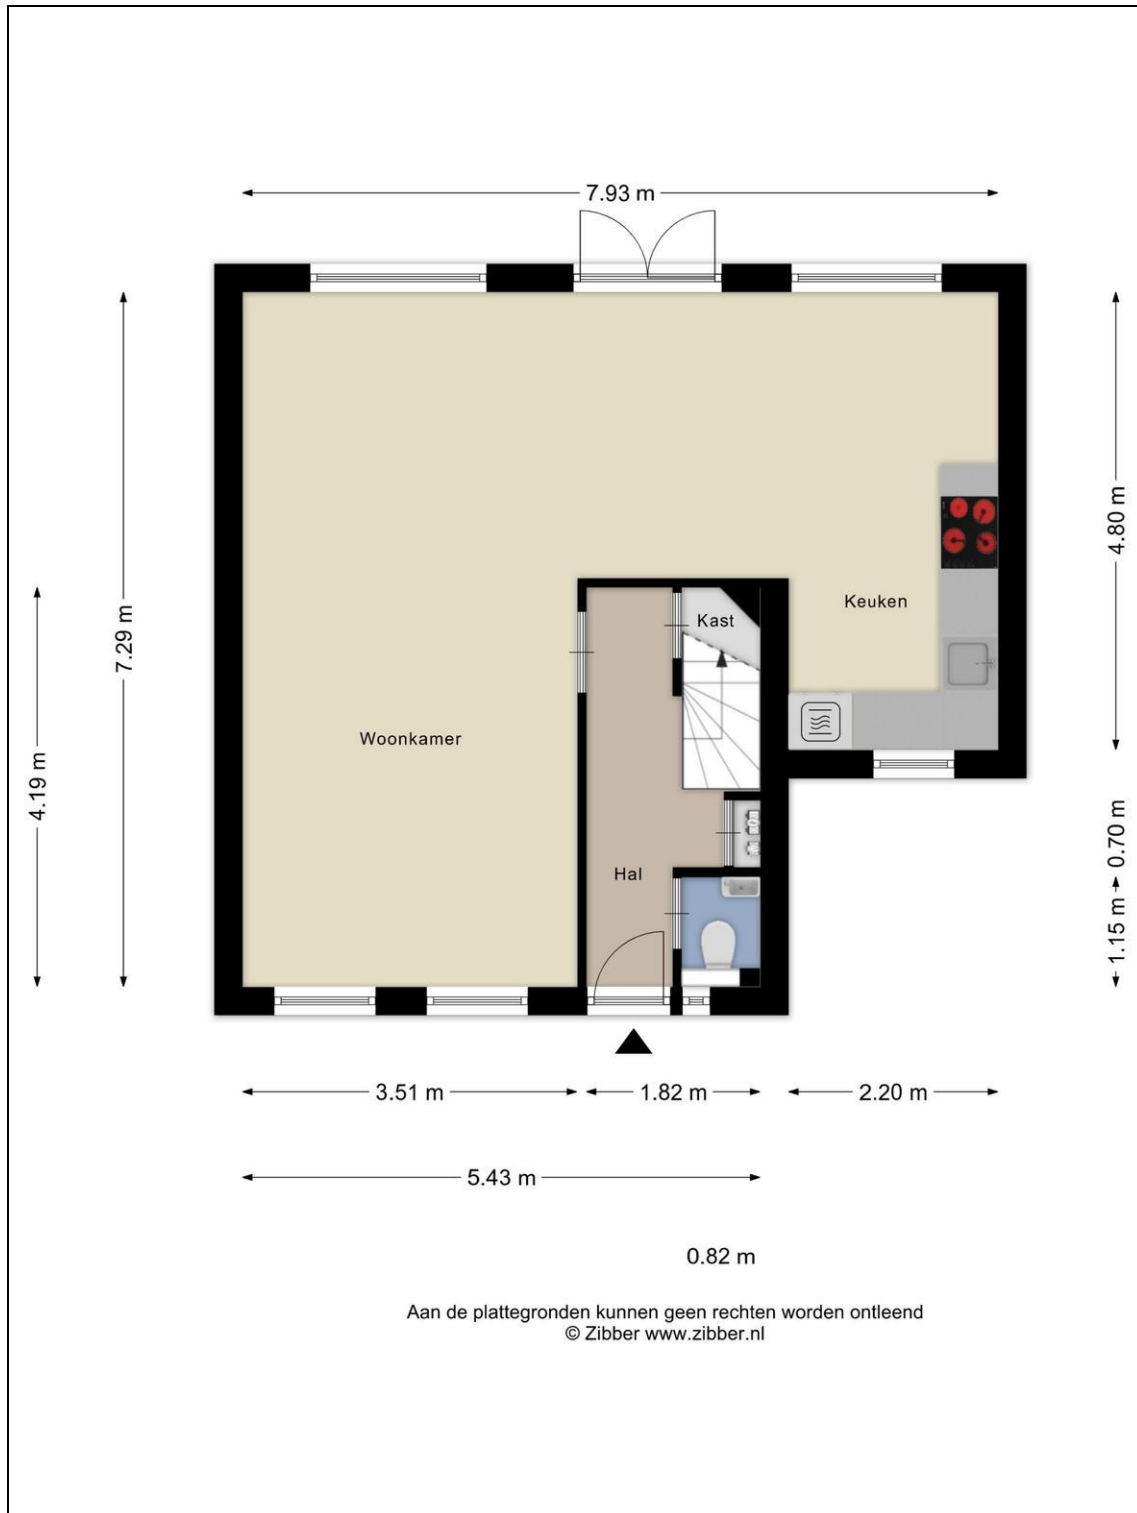 7.93 m
4.80 m
7.29 m
4.19 m
Kast
Keuken
Woonkamer
Hal
0.70 m
1.15 m
3.51 m
1.82 m
2.20 m
5.43 m
0.82 m
Aan de plattegronden kunnen geen rechten worden ontleend
© Zibber www.zibber.nl